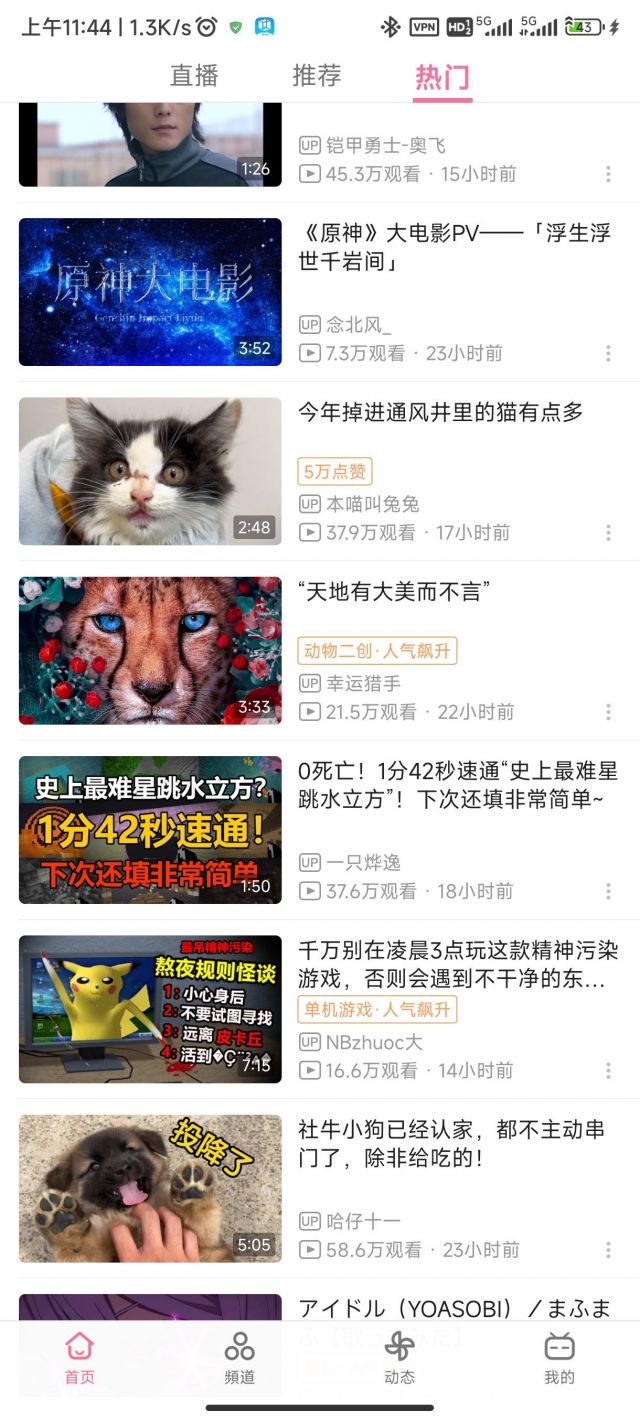 上午11:44 | 1.3K/s
VPN
HD 1 2
5G
5G
43
直播
推荐
热门
1:26
UP 铠甲勇士-奥飞
45.3万观看 · 15小时前
原神大电影
Genshin Impact Liyue
3:52
《原神》大电影PV——「浮生浮
世千岩间」
UP 念北风_
7.3万观看 · 23小时前
2:48
今年掉进通风井里的猫有点多
5万点赞
UP 本喵叫兔兔
37.9万观看 · 17小时前
3:33
“天地有大美而不言”
动物二创·人气飙升
UP 幸运猎手
21.5万观看 · 22小时前
史上最难星跳水立方?
1分42秒速通!
下次还填非常简单
1:50
0死亡！1分42秒速通“史上最难星
跳水立方”！下次还填非常简单~
UP 一只烨逸
37.6万观看 · 18小时前
最吊精神污染
熬夜规则怪谈
1:小心身后
2:不要试图寻找
3:远离皮卡丘
4:活到
7:15
千万别在凌晨3点玩这款精神污染
游戏，否则会遇到不干净的东...
单机游戏·人气飙升
UP NBzhuoc大
16.6万观看 · 14小时前
投降了
5:05
社牛小狗已经认家，都不主动串
门了，除非给吃的！
UP 哈仔十一
58.6万观看 · 23小时前
アイドル（YOASOBI）／まふま
首页
频道
动态
我的